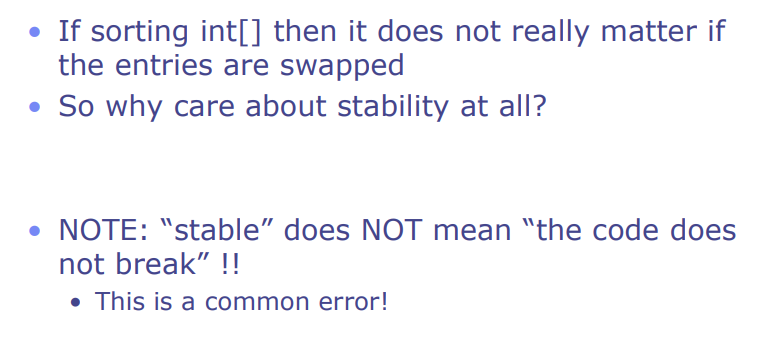 • If sorting int[] then it does not really matter if
the entries are swapped
• So why care about stability at all?
• NOTE: “stable” does NOT mean “the code does
not break” !!
• This is a common error!